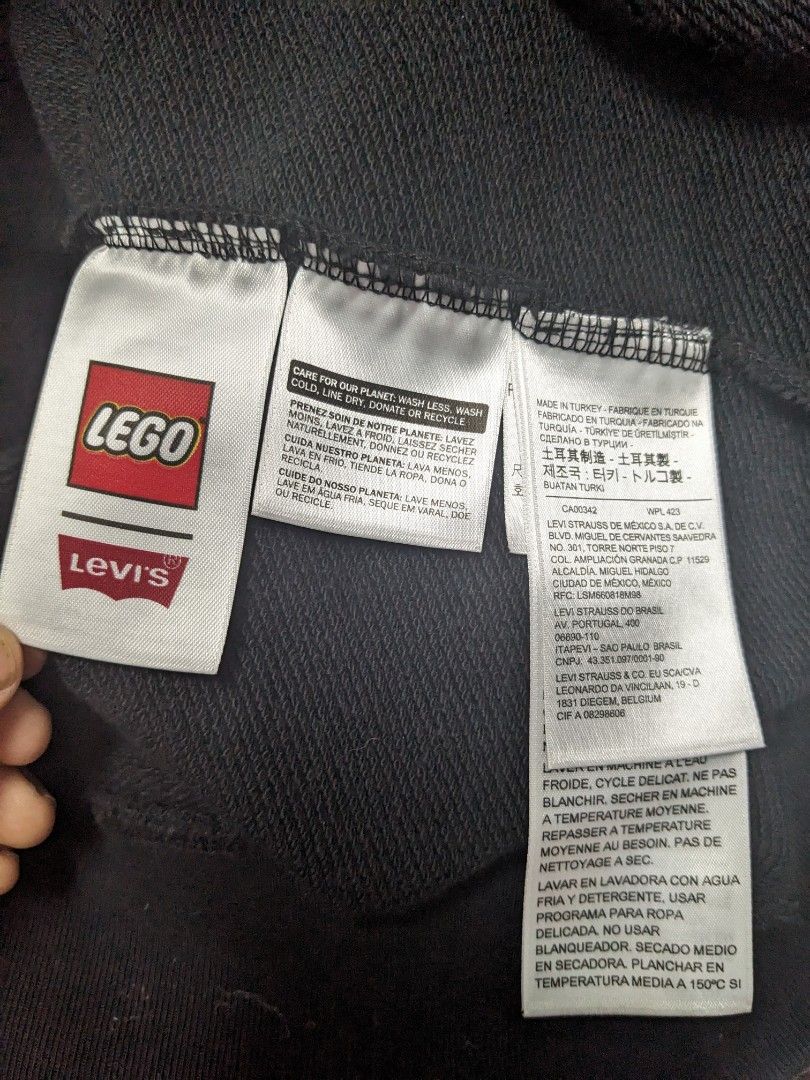 LEGO
LEVI'S®
CARE FOR OUR PLANET: WASH LESS, WASH
COLD, LINE DRY, DONATE OR RECYCLE
PRENEZ SOIN DE NOTRE PLANETE: LAVEZ
MOINS, LAVEZ A FROID, LAISSEZ SECHER
NATURELLEMENT, DONNEZ OU RECYCLEZ
CUIDA NUESTRO PLANETA: LAVA MENOS,
LAVA EN FRIO, TIENDE LA ROPA, DONA O
RECICLA.
CUIDE DO NOSSO PLANETA: LAVE MENOS,
LAVE EM ÁGUA FRIA, SEQUE EM VARAL, DOE
OU RECICLE.
MADE IN TURKEY - FABRIQUE EN TURQUIE
FABRICADO EN TURQUIA - FABRICADO NA
TURQUIA - TÜRKIYE' DE ÜRETILMISTIR -
СДЕЛАНО В ТУРЦИИ -
土耳其制造 - 土耳其製 -
제조국 : 터키 - トルコ製 -
BUATAN TURKI
CA00342 WPL 423
LEVI STRAUSS DE MÉXICO S.A. DE C.V.
BLVD. MIGUEL DE CERVANTES SAAVEDRA
NO. 301, TORRE NORTE PISO 7
COL. AMPLIACIÓN GRANADA C.P 11529
ALCALDÍA. MIGUEL HIDALGO
CIUDAD DE MÉXICO, MÉXICO
RFC: LSM660818M98
LEVI STRAUSS DO BRASIL
AV. PORTUGAL, 400
06690-110
ITAPEVI - SAO PAULO BRASIL
CNPJ: 43.351.097/0001-90
LEVI STRAUSS & CO. EU SCA/CVA
LEONARDO DA VINCILAAN, 19 - D
1831 DIEGEM, BELGIUM
CIF A 08298606
LAVER EN MACHINE A L'EAU
FROIDE, CYCLE DELICAT. NE PAS
BLANCHIR. SECHER EN MACHINE
A TEMPERATURE MOYENNE.
REPASSER A TEMPERATURE
MOYENNE AU BESOIN. PAS DE
NETTOYAGE A SEC.
LAVAR EN LAVADORA CON AGUA
FRIA Y DETERGENTE. USAR
PROGRAMA PARA ROPA
DELICADA. NO USAR
BLANQUEADOR. SECADO MEDIO
EN SECADORA. PLANCHAR EN
TEMPERATURA MEDIA A 150ºC SI